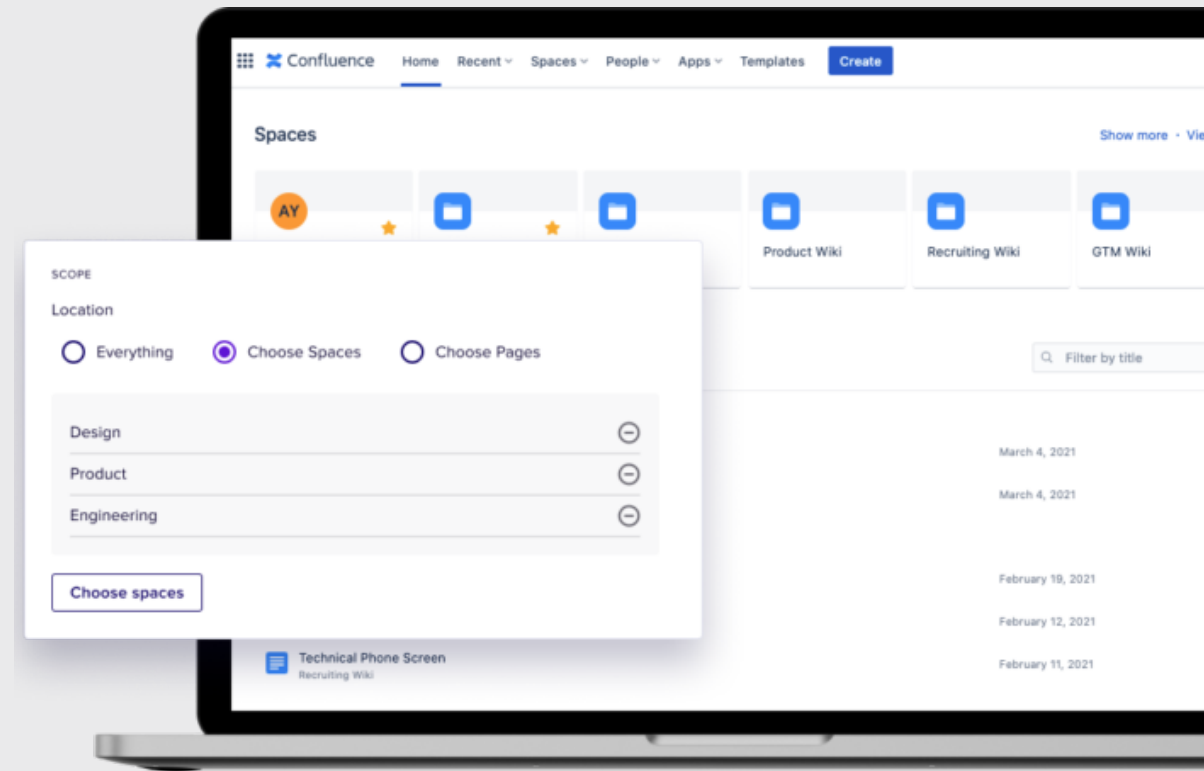 Confluence Home Recent Spaces People Apps Templates Create
Spaces
Show more • Vie
AY
Product Wiki
Recruiting Wiki
GTM Wiki
SCOPE
Location
Everything
Choose Spaces
Choose Pages
Filter by title
Design
Product
Engineering
Choose spaces
March 4, 2021
March 4, 2021
February 19, 2021
February 12, 2021
Technical Phone Screen
Recruiting Wiki
February 11, 2021